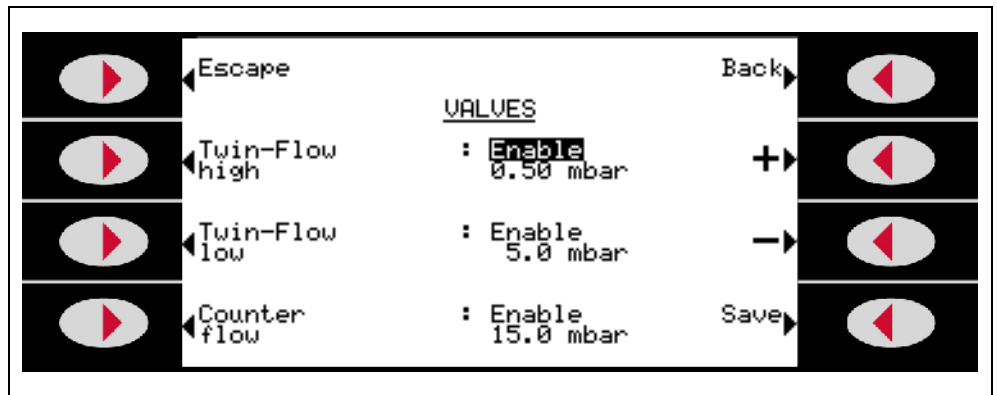 Escape Back
VALVES
Twin-Flow : Enable
high 0.50 mbar +
Twin-Flow : Enable
low 5.0 mbar −
Counter : Enable Save
flow 15.0 mbar